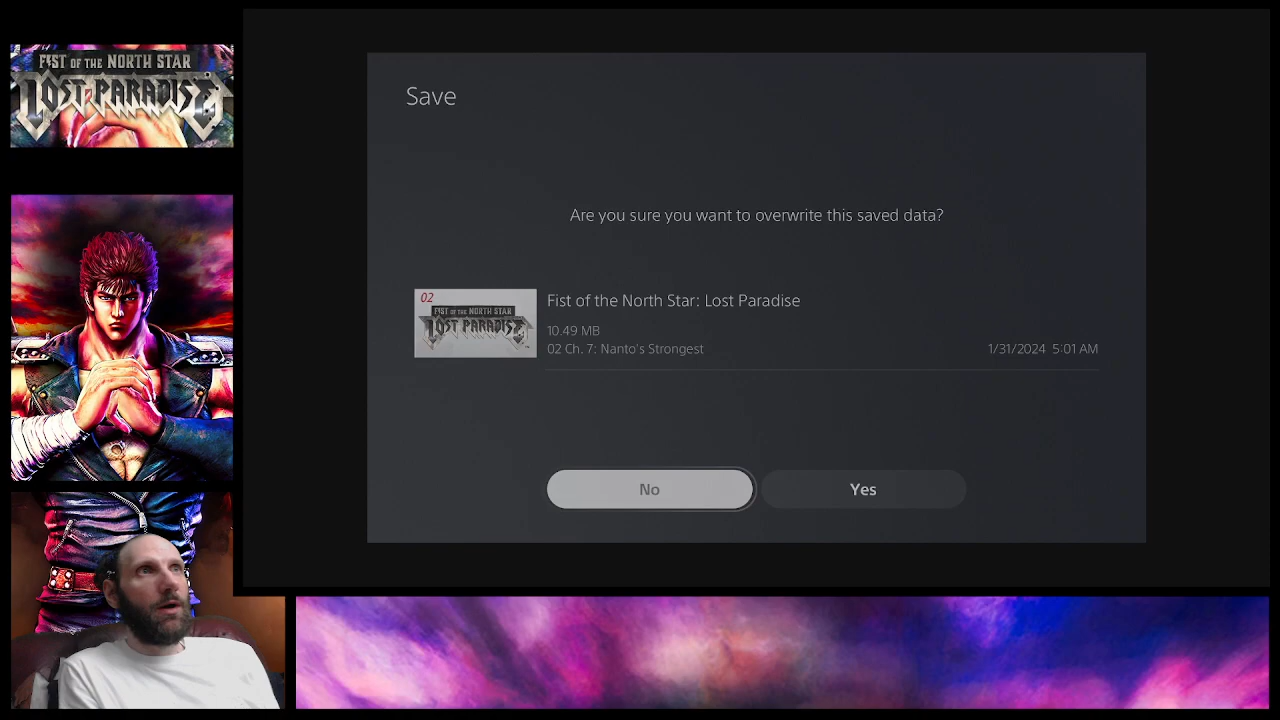 FIST OF THE NORTH STAR
LOST PARADISE
Save
Are you sure you want to overwrite this saved data?
02
FIST OF THE NORTH STAR
LOST PARADISE
Fist of the North Star: Lost Paradise
10.49 MB
02 Ch. 7: Nanto's Strongest
1/31/2024 5:01 AM
No
Yes